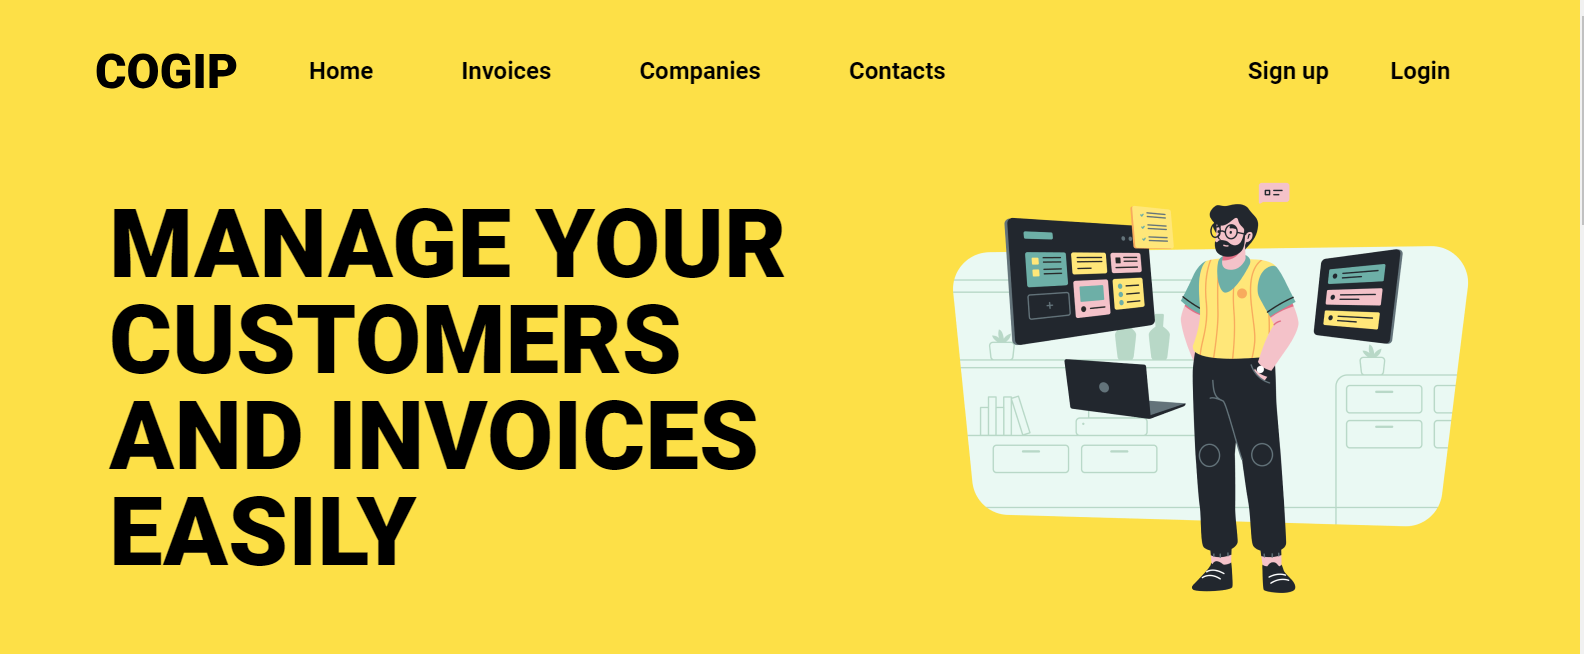 COGIP Home Invoices Companies Contacts Sign up Login
MANAGE YOUR
CUSTOMERS
AND INVOICES
EASILY